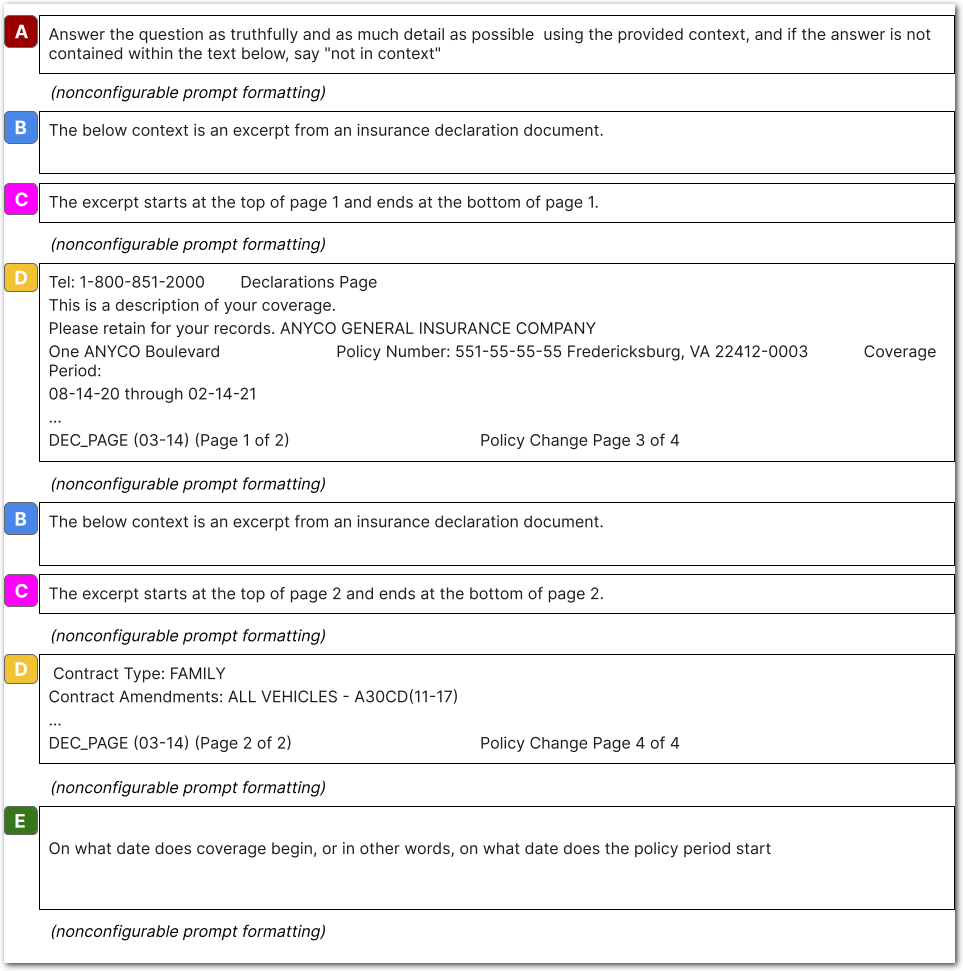 A
Answer the question as truthfully and as much detail as possible  using the provided context, and if the answer is not
contained within the text below, say "not in context"
(nonconfigurable prompt formatting)
B
The below context is an excerpt from an insurance declaration document.
C
The excerpt starts at the top of page 1 and ends at the bottom of page 1.
(nonconfigurable prompt formatting)
D
Tel: 1-800-851-2000 Declarations Page
This is a description of your coverage.
Please retain for your records. ANYCO GENERAL INSURANCE COMPANY
One ANYCO Boulevard Policy Number: 551-55-55-55 Fredericksburg, VA 22412-0003 Coverage
Period:
08-14-20 through 02-14-21
...
DEC_PAGE (03-14) (Page 1 of 2) Policy Change Page 3 of 4
(nonconfigurable prompt formatting)
B
The below context is an excerpt from an insurance declaration document.
C
The excerpt starts at the top of page 2 and ends at the bottom of page 2.
(nonconfigurable prompt formatting)
D
Contract Type: FAMILY
Contract Amendments: ALL VEHICLES - A30CD(11-17)
...
DEC_PAGE (03-14) (Page 2 of 2) Policy Change Page 4 of 4
(nonconfigurable prompt formatting)
E
On what date does coverage begin, or in other words, on what date does the policy period start
(nonconfigurable prompt formatting)